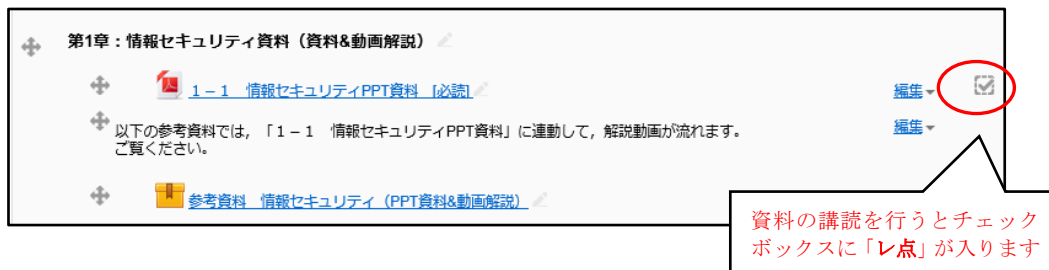 第1章：情報セキュリティ資料（資料&動画解説）
１－１　情報セキュリティPPT資料　[必読]
編集
以下の参考資料では，「１－１　情報セキュリティPPT資料」に連動して，解説動画が流れます。
ご覧ください。
編集
参考資料　情報セキュリティ（PPT資料&動画解説）
資料の講読を行うとチェック
ボックスに「レ点」が入ります